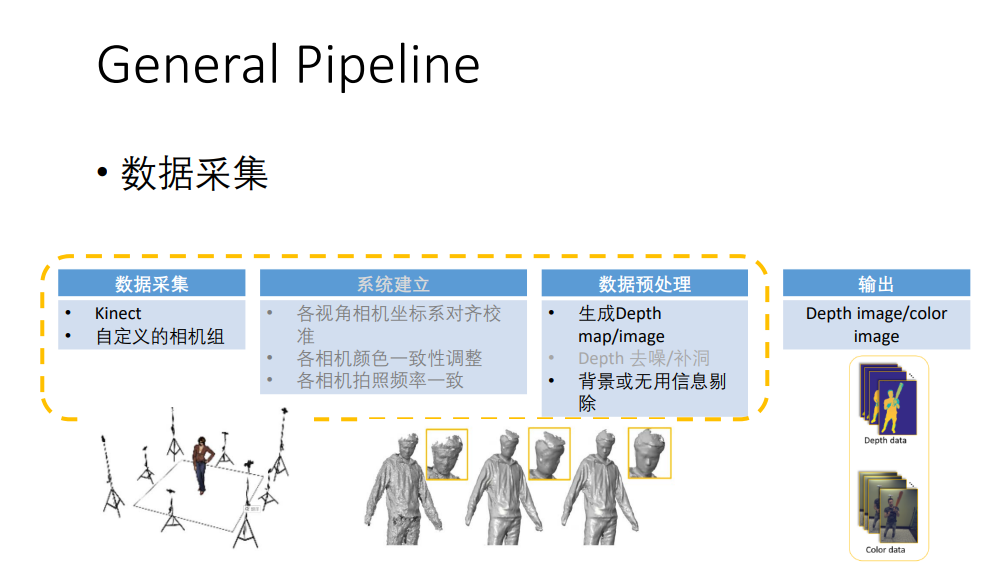 General Pipeline
• 数据采集
数据采集
• Kinect
• 自定义的相机组
系统建立
• 各视角相机坐标系对齐校
准
• 各相机颜色一致性调整
• 各相机拍照频率一致
数据预处理
• 生成Depth
map/image
• Depth 去噪/补洞
• 背景或无用信息剔
除
输出
Depth image/color
image
Depth data
Color data